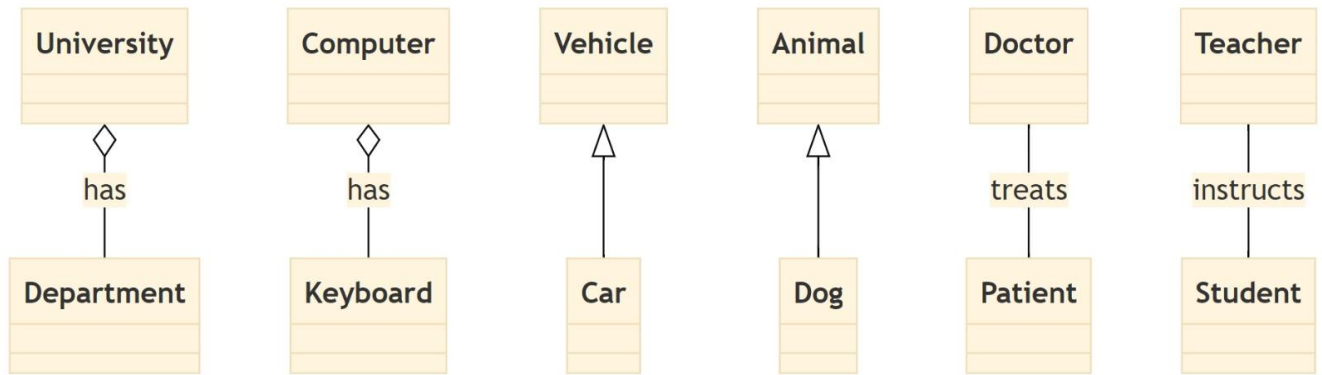 University
Computer
Vehicle
Animal
Doctor
Teacher
has
has
treats
instructs
Department
Keyboard
Car
Dog
Patient
Student